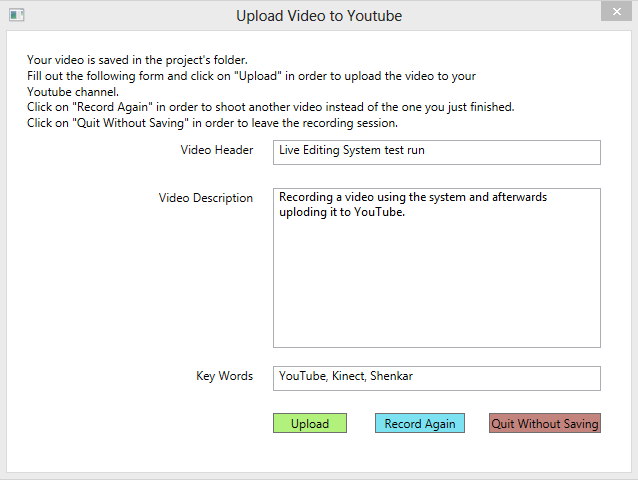 Upload Video to Youtube
Your video is saved in the project's folder.
Fill out the following form and click on "Upload" in order to upload the video to your
Youtube channel.
Click on "Record Again" in order to shoot another video instead of the one you just finished.
Click on "Quit Without Saving" in order to leave the recording session.
Video Header
Live Editing System test run
Video Description
Recording a video using the system and afterwards
uploding it to YouTube.
Key Words
YouTube, Kinect, Shenkar
Upload
Record Again
Quit Without Saving